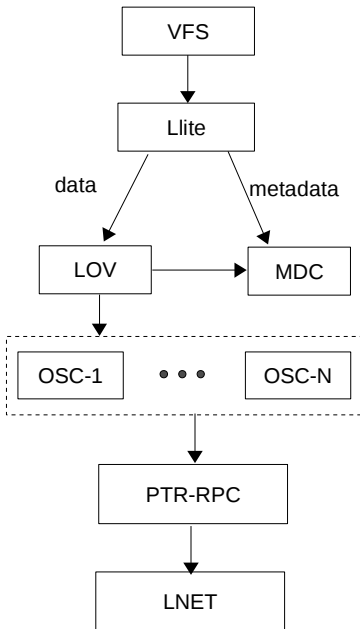 VFS
Llite
data
metadata
LOV
MDC
OSC-1
OSC-N
PTR-RPC
LNET